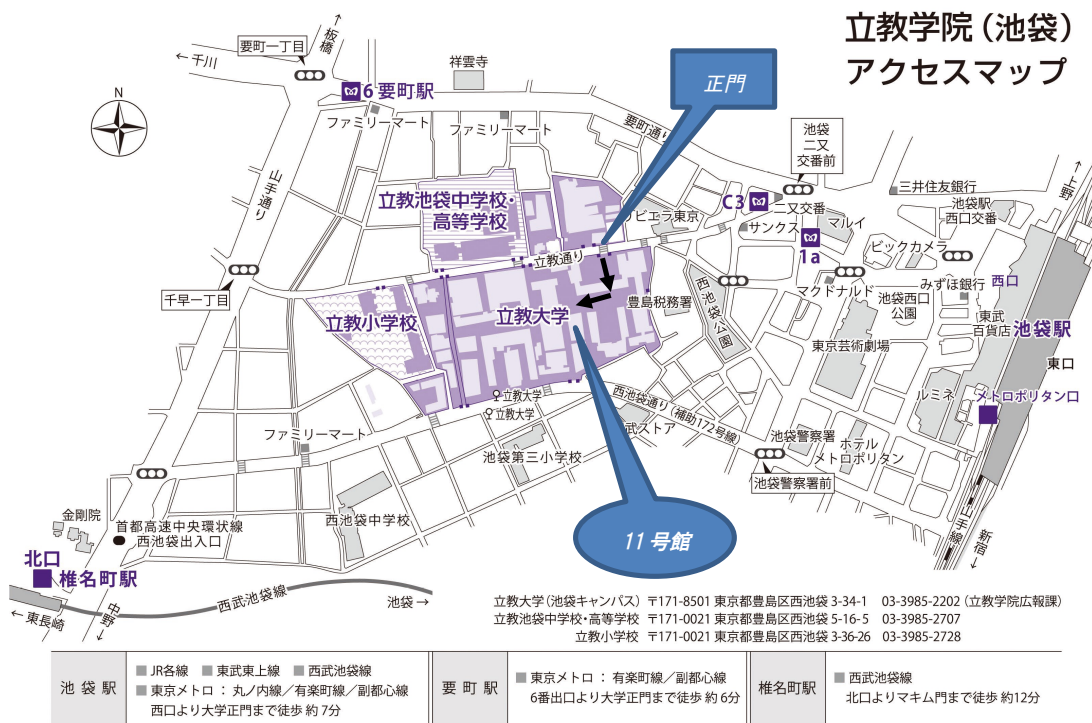 立教学院(池袋)
アクセスマップ
↑板橋
要町一丁目
←千川
6 要町駅
祥雲寺
正門
N
ファミリーマート
ファミリーマート
要町通り
池袋
二又
交番前
↑上野
三井住友銀行
池袋駅
西口交番
山手通り
立教池袋中学校・
高等学校
C3
二又交番
リビエラ東京
サンクス
マルイ
1a
ビックカメラ
立教通り
千早一丁目
マクドナルド
みずほ銀行
西口
西池袋公園
豊島税務署
池袋西口
公園
東武
百貨店
池袋駅
立教小学校
立教大学
東京芸術劇場
東口
立教大学
立教大学
西池袋通り(補助172号線)
ルミネ
メトロポリタン口
ファミリーマート
武ストア
池袋警察署
ホテル
メトロポリタン
池袋第三小学校
池袋警察署前
西池袋中学校
金剛院
首都高速中央環状線
西池袋出入口
11号館
山手線
新宿→
北口
椎名町駅
西武池袋線
池袋→
←東長崎
中野→
立教大学(池袋キャンパス) 〒171-8501 東京都豊島区西池袋 3-34-1 03-3985-2202 (立教学院広報課)
立教池袋中学校・高等学校 〒171-0021 東京都豊島区西池袋 5-16-5 03-3985-2707
立教小学校 〒171-0021 東京都豊島区西池袋 3-36-26 03-3985-2728
池袋駅
JR各線 東武東上線 西武池袋線
東京メトロ:丸ノ内線/有楽町線/副都心線
西口より大学正門まで徒歩 約7分
要町駅
東京メトロ:有楽町線/副都心線
6番出口より大学正門まで徒歩 約6分
椎名町駅
西武池袋線
北口よりマキム門まで徒歩 約12分